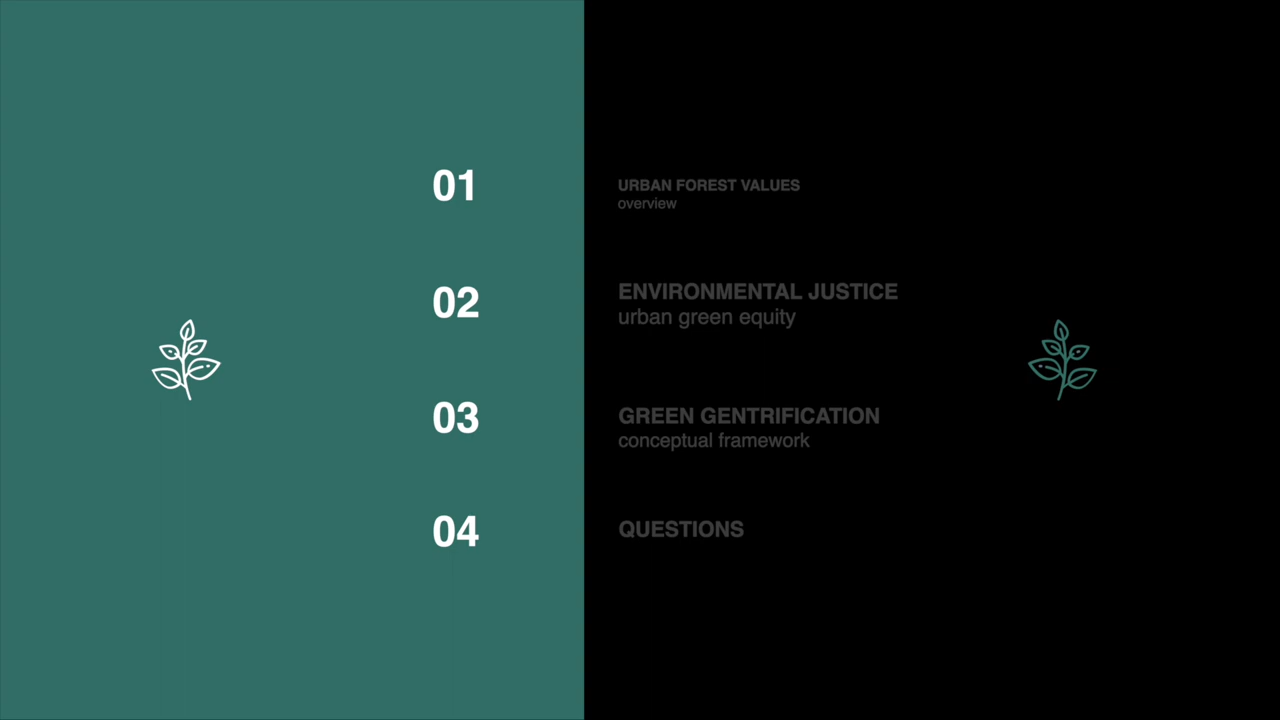 01
URBAN FOREST VALUES
overview
02
ENVIRONMENTAL JUSTICE
urban green equity
03
GREEN GENTRIFICATION
conceptual framework
04
QUESTIONS